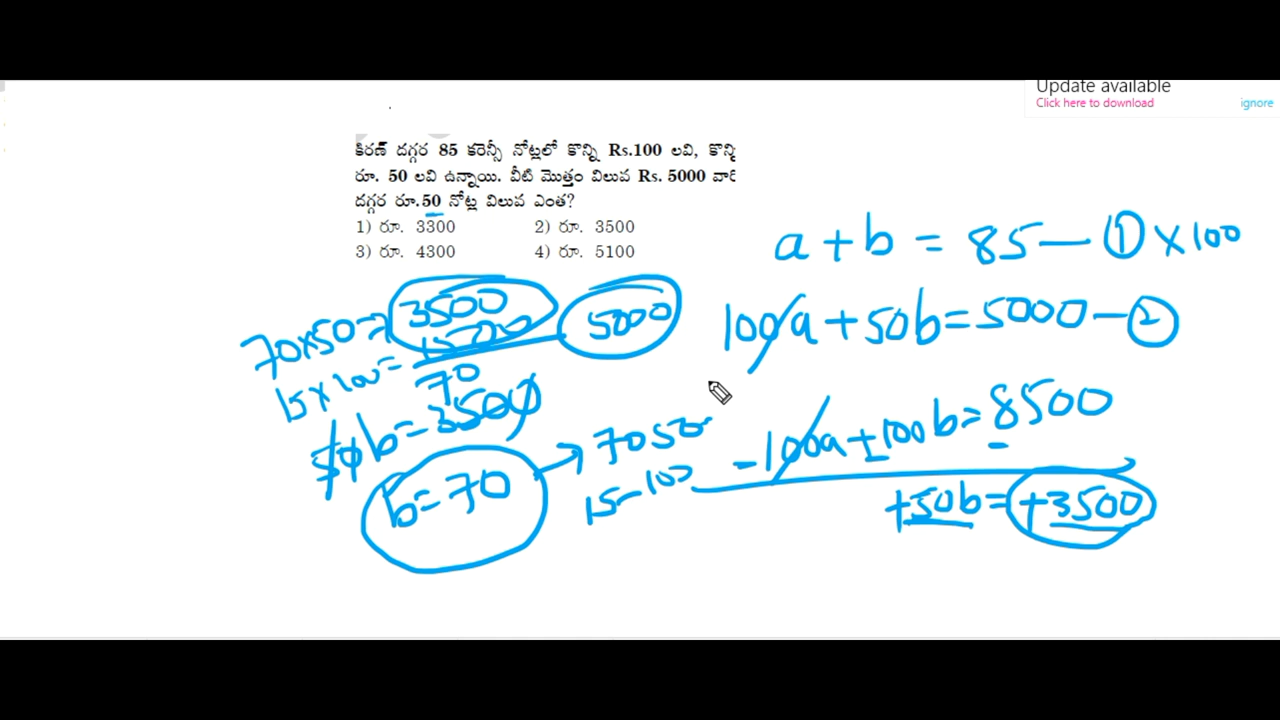 Update available
Click here to download ignore
కిరణ్ దగ్గర 85 కరెన్సీ నోట్లలో కొన్ని Rs.100 లవి, కొన్ని
రూ. 50 లవి ఉన్నాయి. వీటి మొత్తం విలువ Rs. 5000 వారి
దగ్గర రూ.50 నోట్ల విలువ ఎంత?
1) రూ. 3300 2) రూ. 3500
3) రూ. 4300 4) రూ. 5100
a + b = 85 — ① × 100
100a + 50b = 5000 — ②
100a + 100b = 8500
+50b = +3500
70×50 = 3500
15×100 = 1500
5000
70
50b = 3500
b = 70 → 70 50
15 – 100